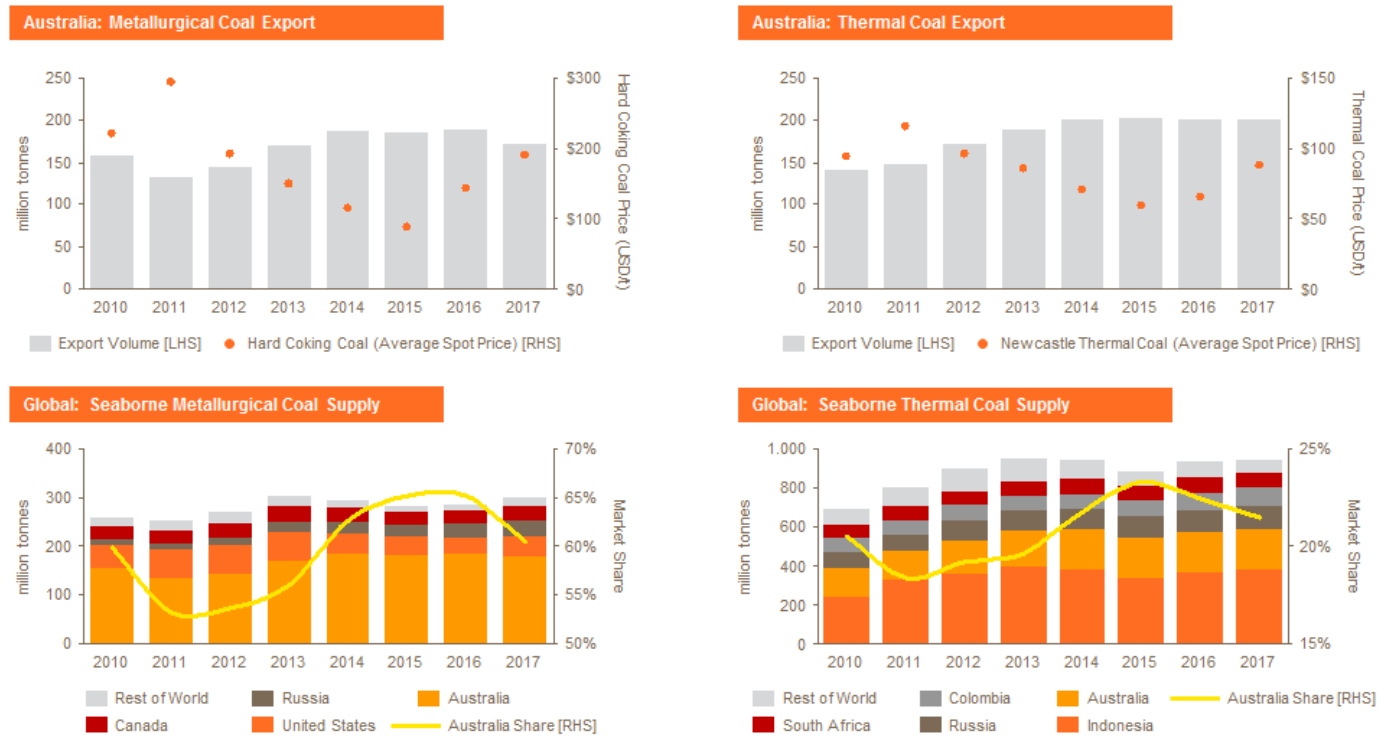 Australia: Metallurgical Coal Export
250
200
150
100
50
0
million tonnes
$300
$200
$100
$0
Hard Coking Coal Price (USD/t)
2010 2011 2012 2013 2014 2015 2016 2017
Export Volume [LHS] Hard Coking Coal (Average Spot Price) [RHS]
Australia: Thermal Coal Export
250
200
150
100
50
0
million tonnes
$150
$100
$50
$0
Thermal Coal Price (USD/t)
2010 2011 2012 2013 2014 2015 2016 2017
Export Volume [LHS] Newcastle Thermal Coal (Average Spot Price) [RHS]
Global: Seaborne Metallurgical Coal Supply
400
300
200
100
0
million tonnes
70%
65%
60%
55%
50%
Market Share
2010 2011 2012 2013 2014 2015 2016 2017
Rest of World Russia Australia
Canada United States Australia Share [RHS]
Global: Seaborne Thermal Coal Supply
1.000
800
600
400
200
0
million tonnes
25%
20%
15%
Market Share
2010 2011 2012 2013 2014 2015 2016 2017
Rest of World Colombia Australia Australia Share [RHS]
South Africa Russia Indonesia